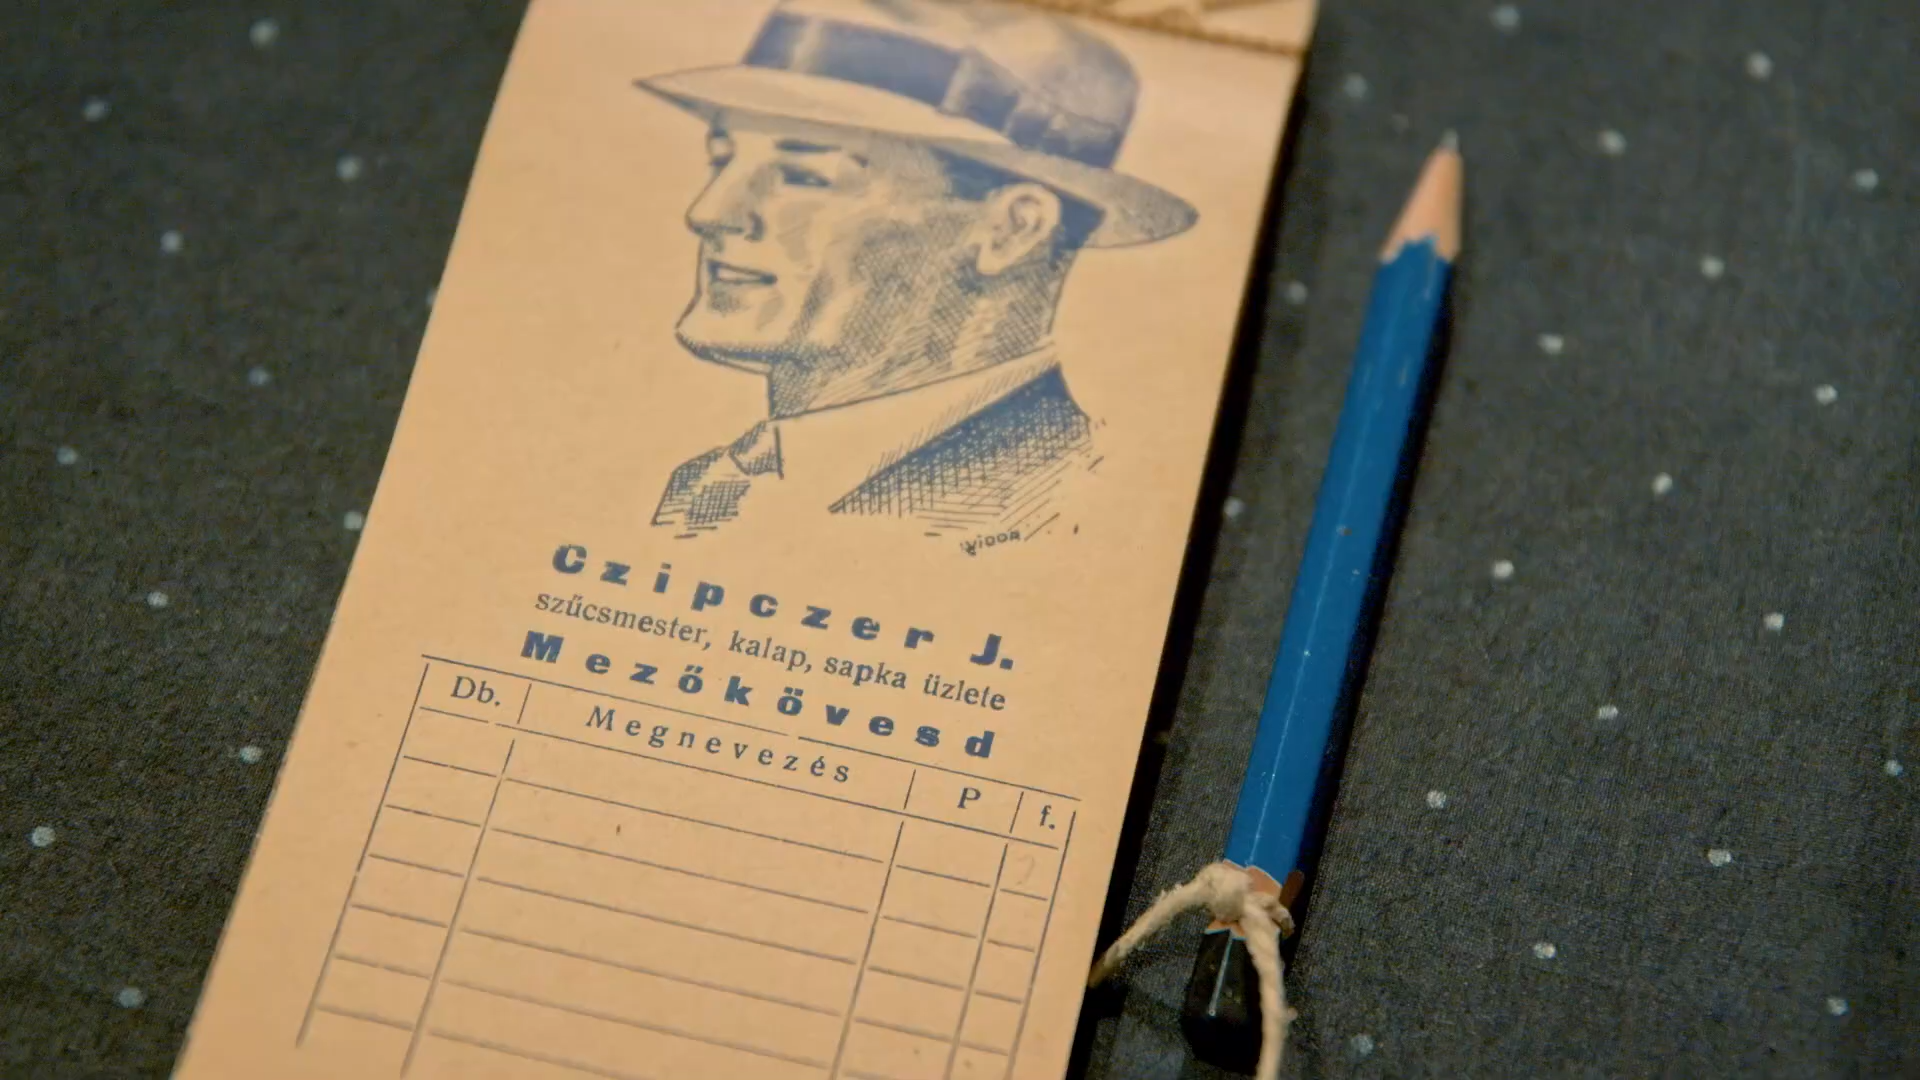 VIDOR
Czipczer J.
szűcsmester, kalap, sapka üzlete
Mezőkövesd
Db. Megnevezés P f.